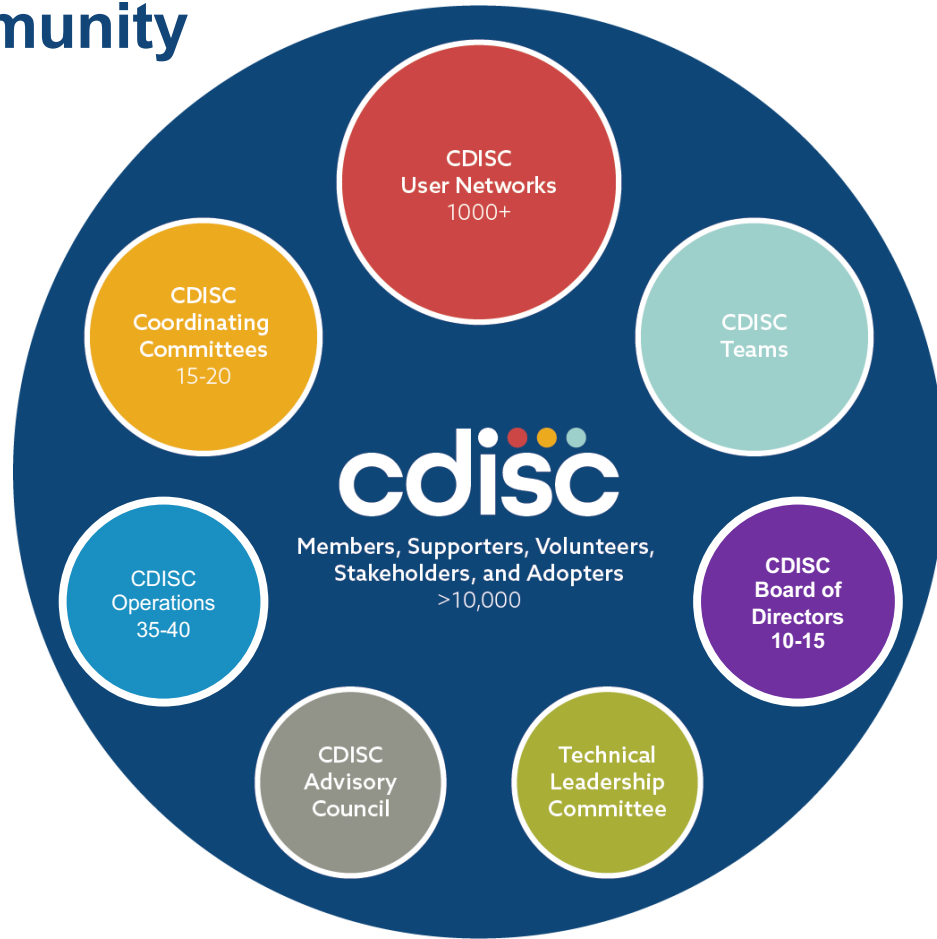 munity
CDISC
User Networks
1000+
CDISC
Coordinating
Committees
15-20
CDISC
Teams
cdisc
Members, Supporters, Volunteers,
Stakeholders, and Adopters
>10,000
CDISC
Operations
35-40
CDISC
Board of
Directors
10-15
CDISC
Advisory
Council
Technical
Leadership
Committee